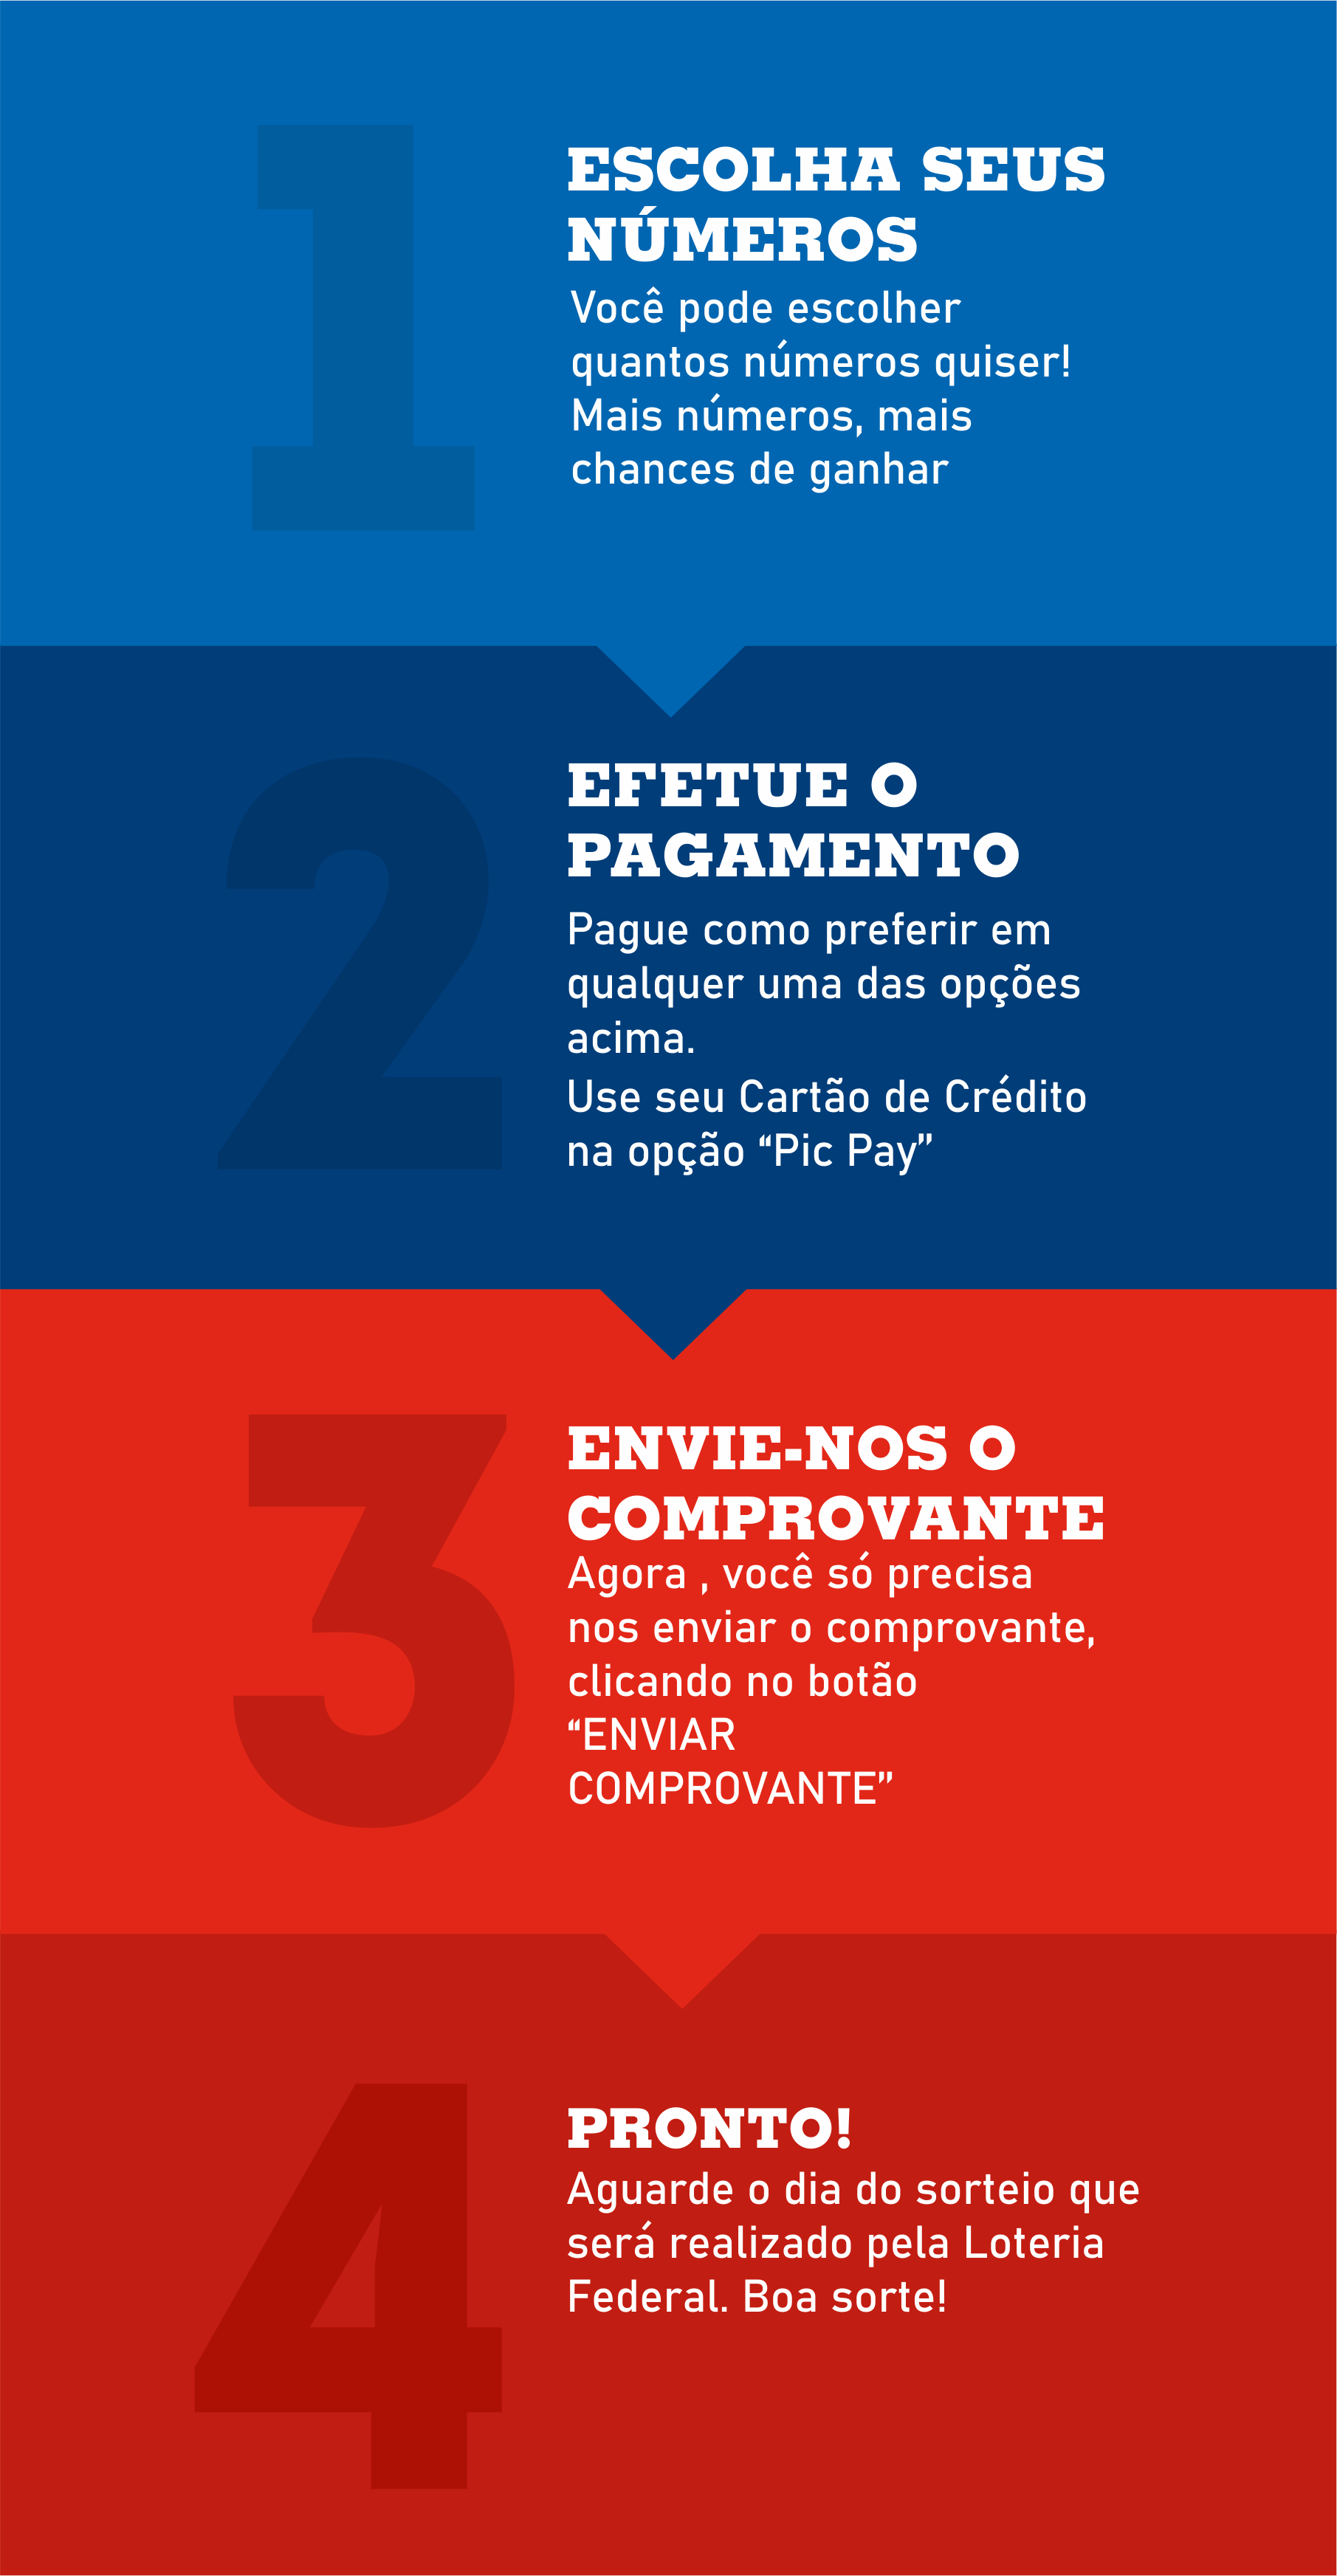 1
ESCOLHA SEUS
NÚMEROS
Você pode escolher
quantos números quiser!
Mais números, mais
chances de ganhar
2
EFETUE O
PAGAMENTO
Pague como preferir em
qualquer uma das opções
acima.
Use seu Cartão de Crédito
na opção “Pic Pay”
3
ENVIE-NOS O
COMPROVANTE
Agora , você só precisa
nos enviar o comprovante,
clicando no botão
“ENVIAR
COMPROVANTE”
4
PRONTO!
Aguarde o dia do sorteio que
será realizado pela Loteria
Federal. Boa sorte!